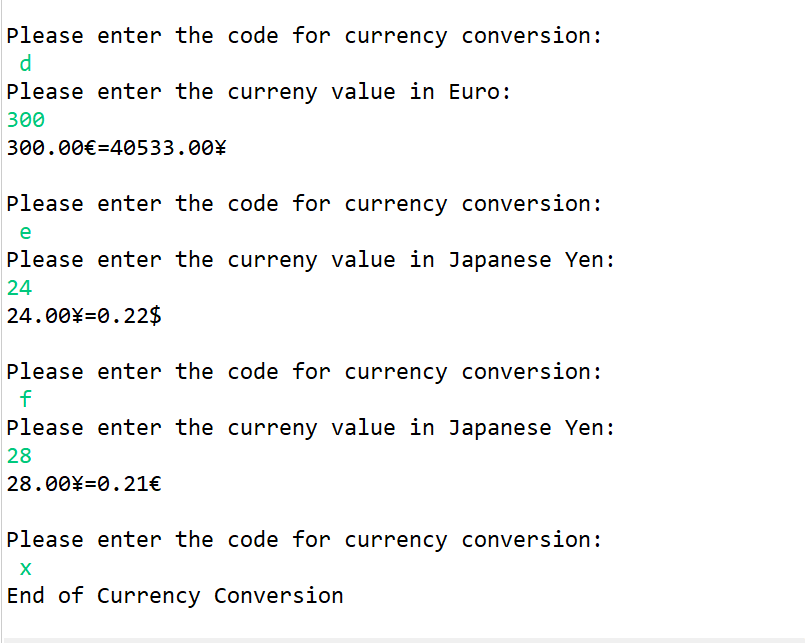 Please enter the code for currency conversion:
d
Please enter the curreny value in Euro:
300
300.00€=40533.00¥
Please enter the code for currency conversion:
e
Please enter the curreny value in Japanese Yen:
24
24.00¥=0.22$
Please enter the code for currency conversion:
f
Please enter the curreny value in Japanese Yen:
28
28.00¥=0.21€
Please enter the code for currency conversion:
x
End of Currency Conversion